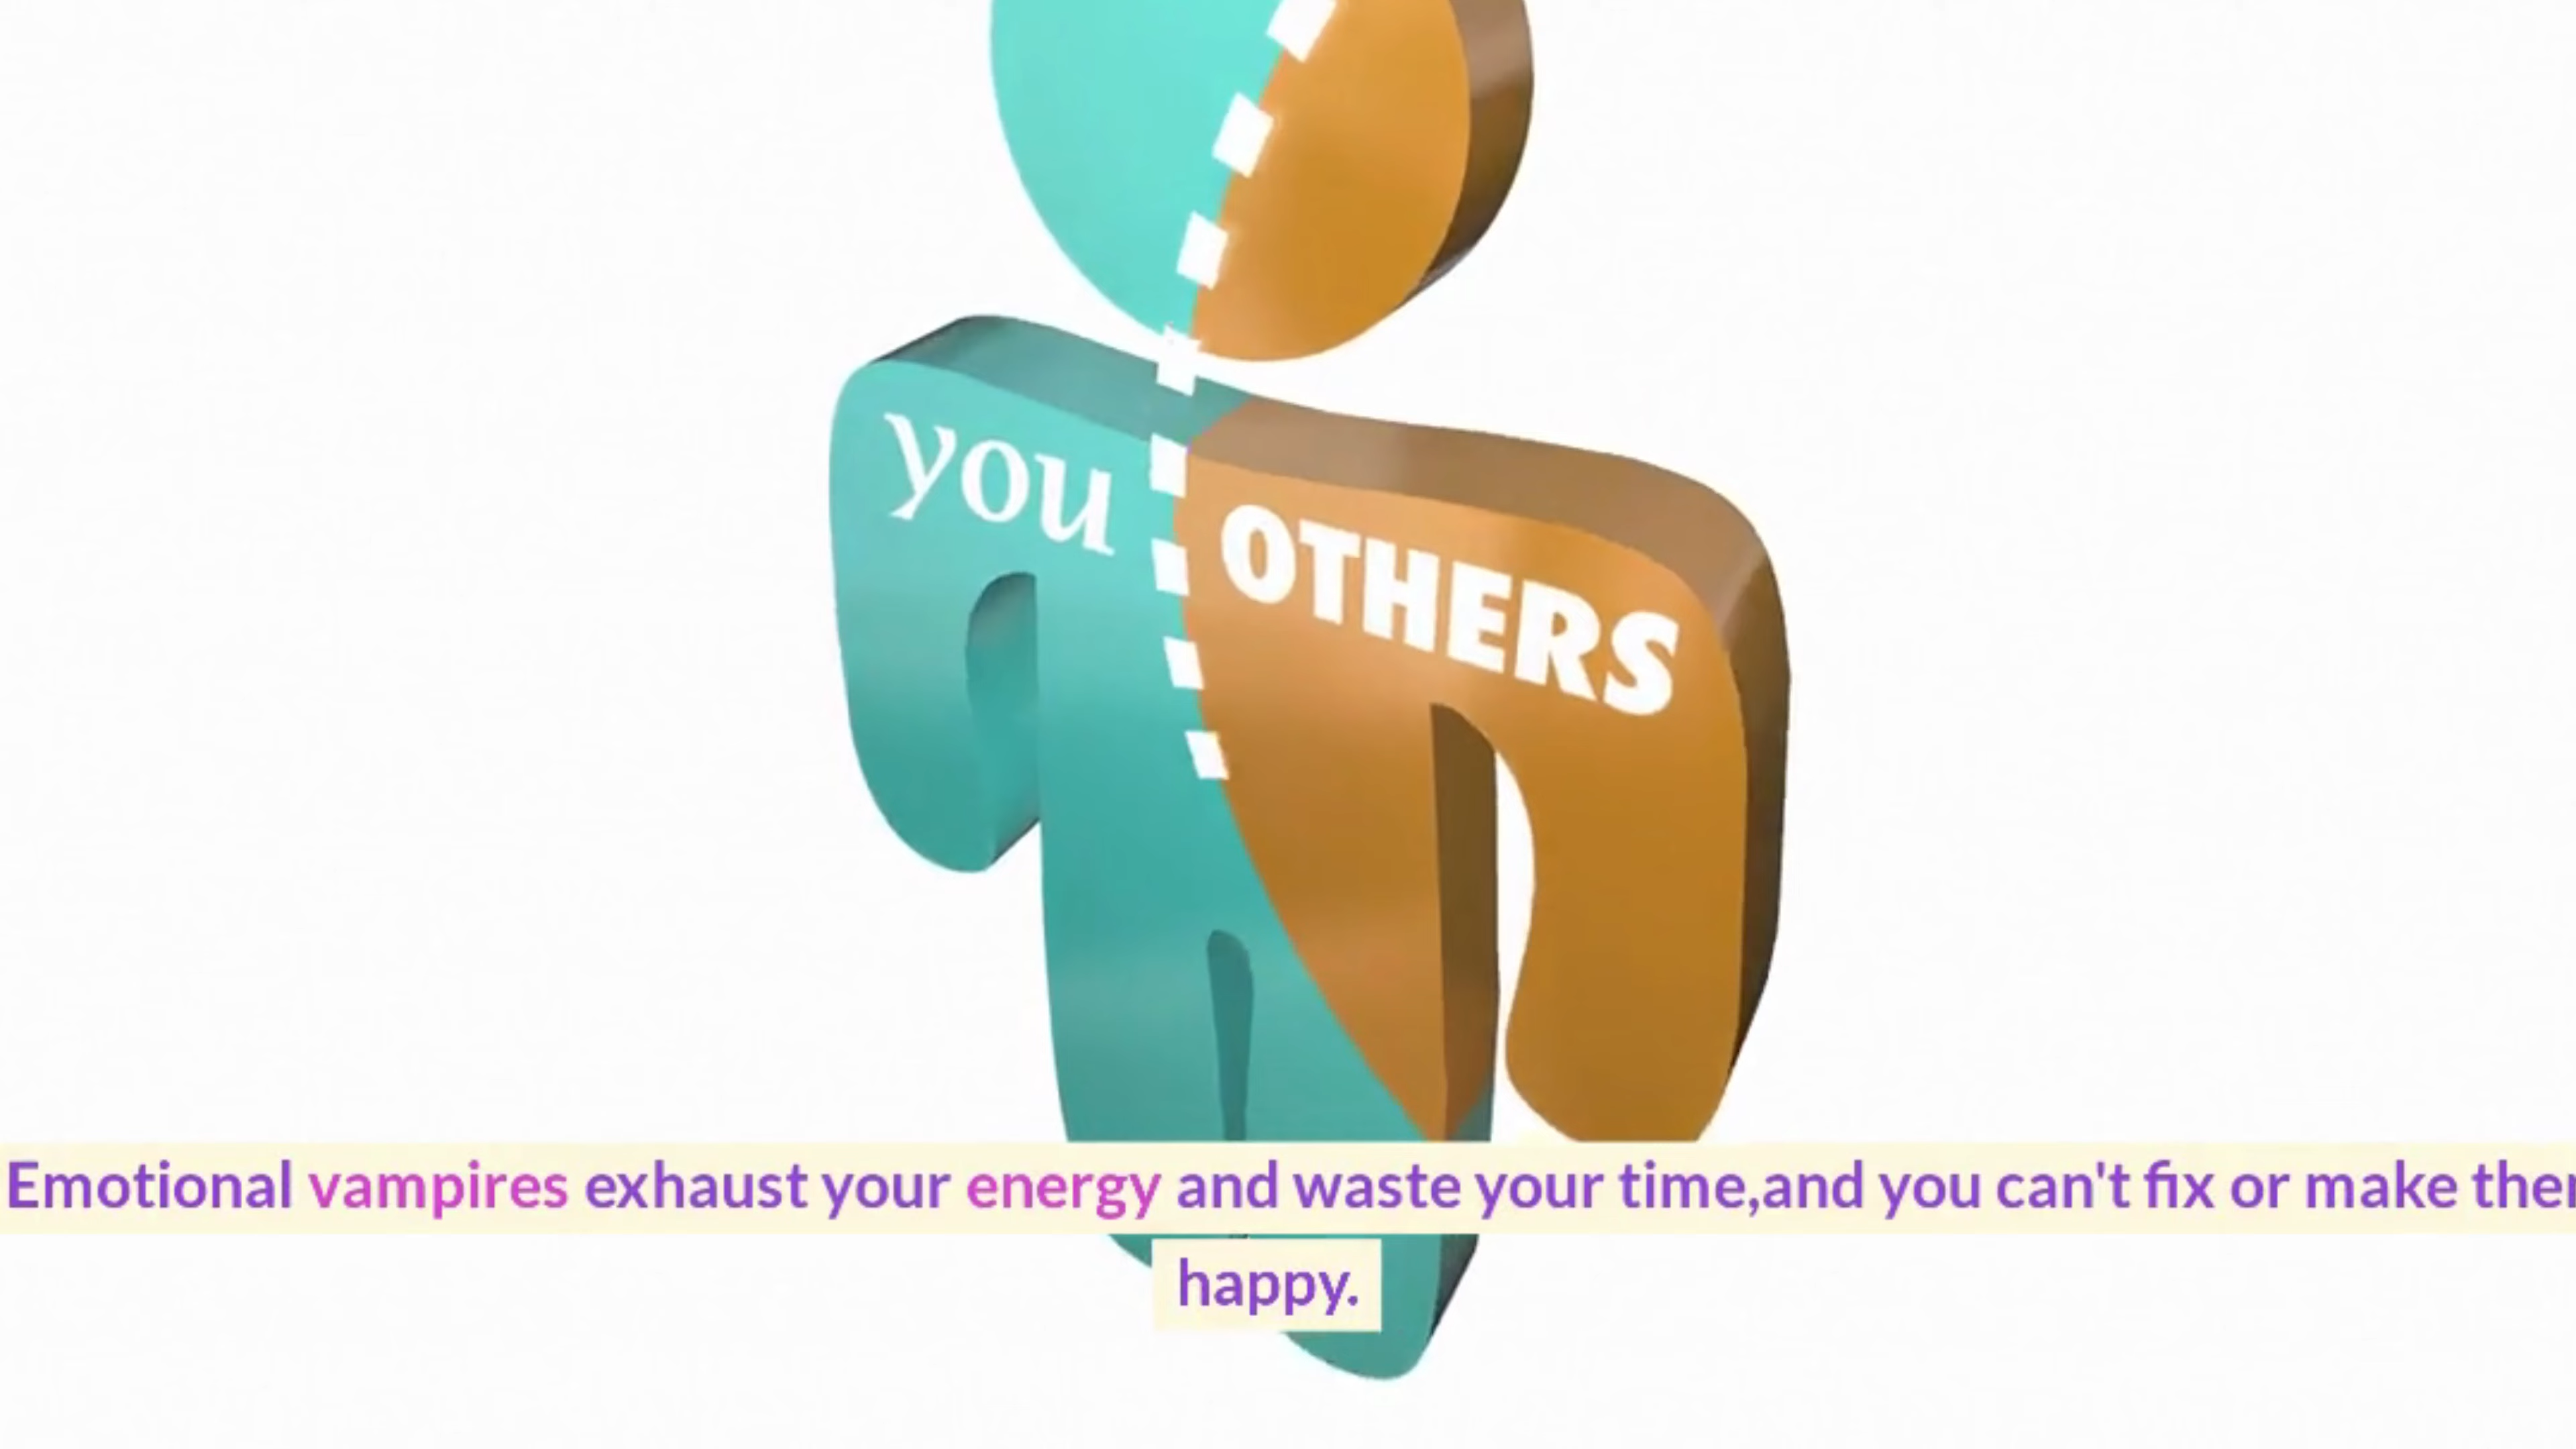 you
OTHERS
Emotional vampires exhaust your energy and waste your time,and you can't fix or make
happy.